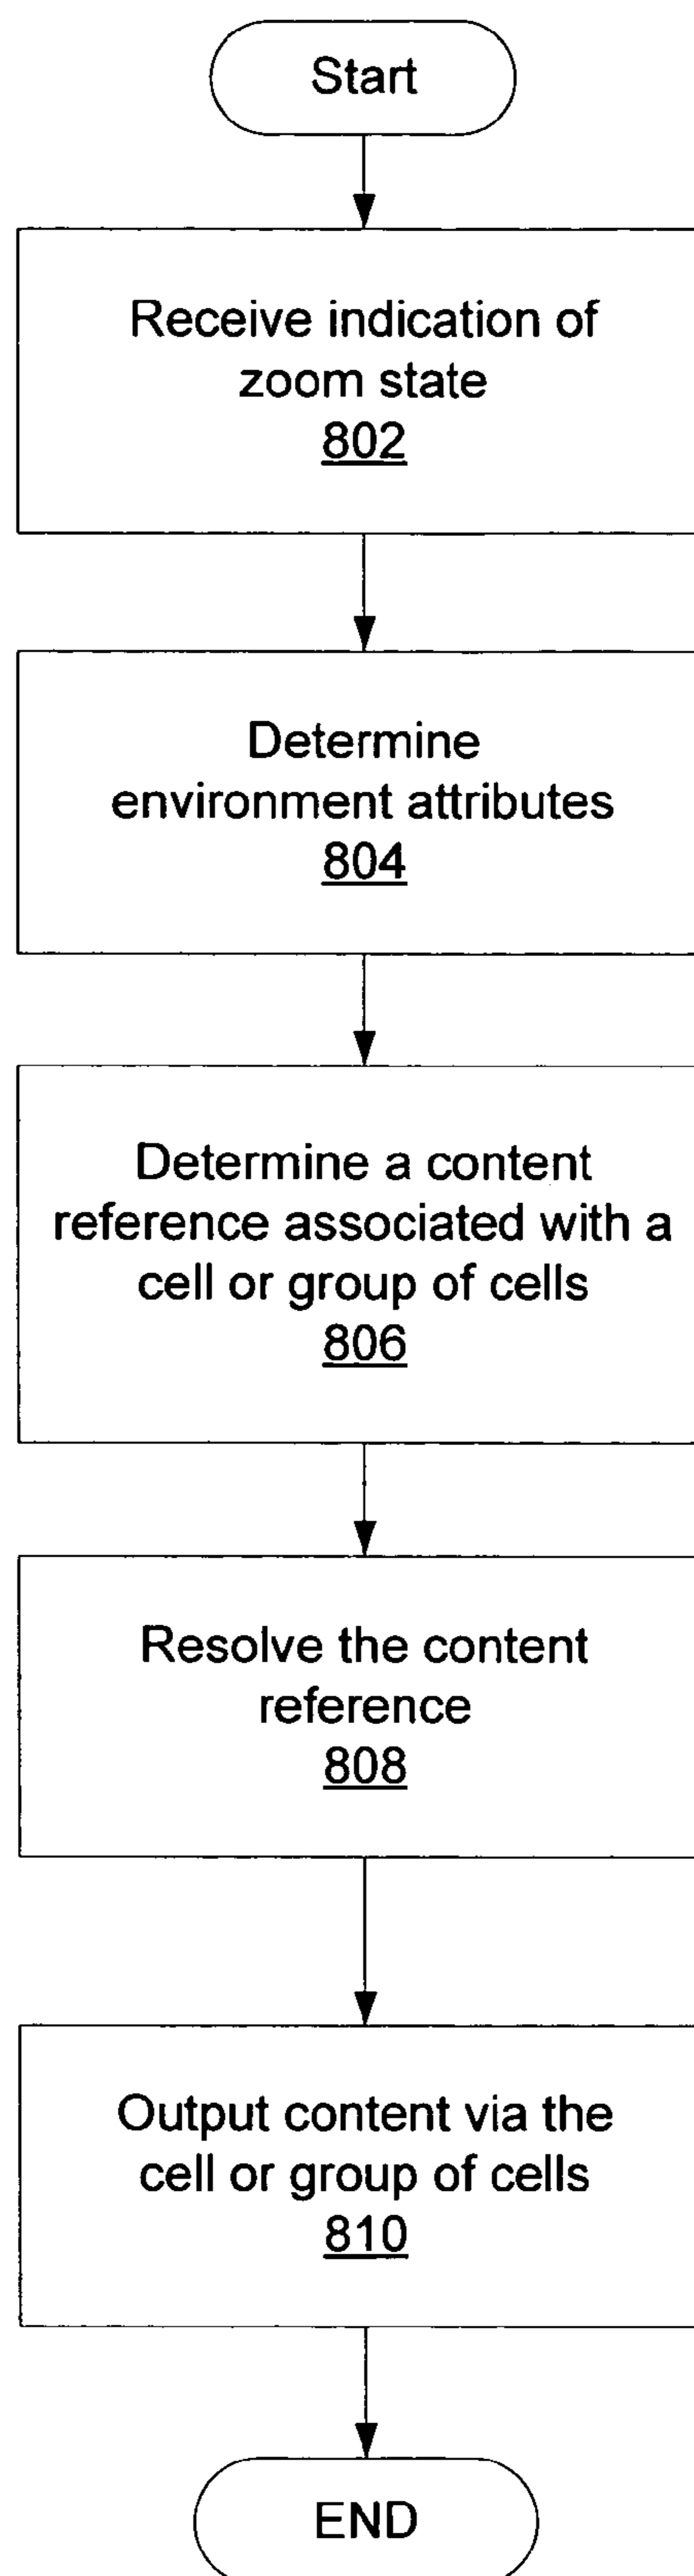 Start
Receive indication of
zoom state
802
Determine
environment attributes
804
Determine a content
reference associated with a
cell or group of cells
806
Resolve the content
reference
808
Output content via the
cell or group of cells
810
END